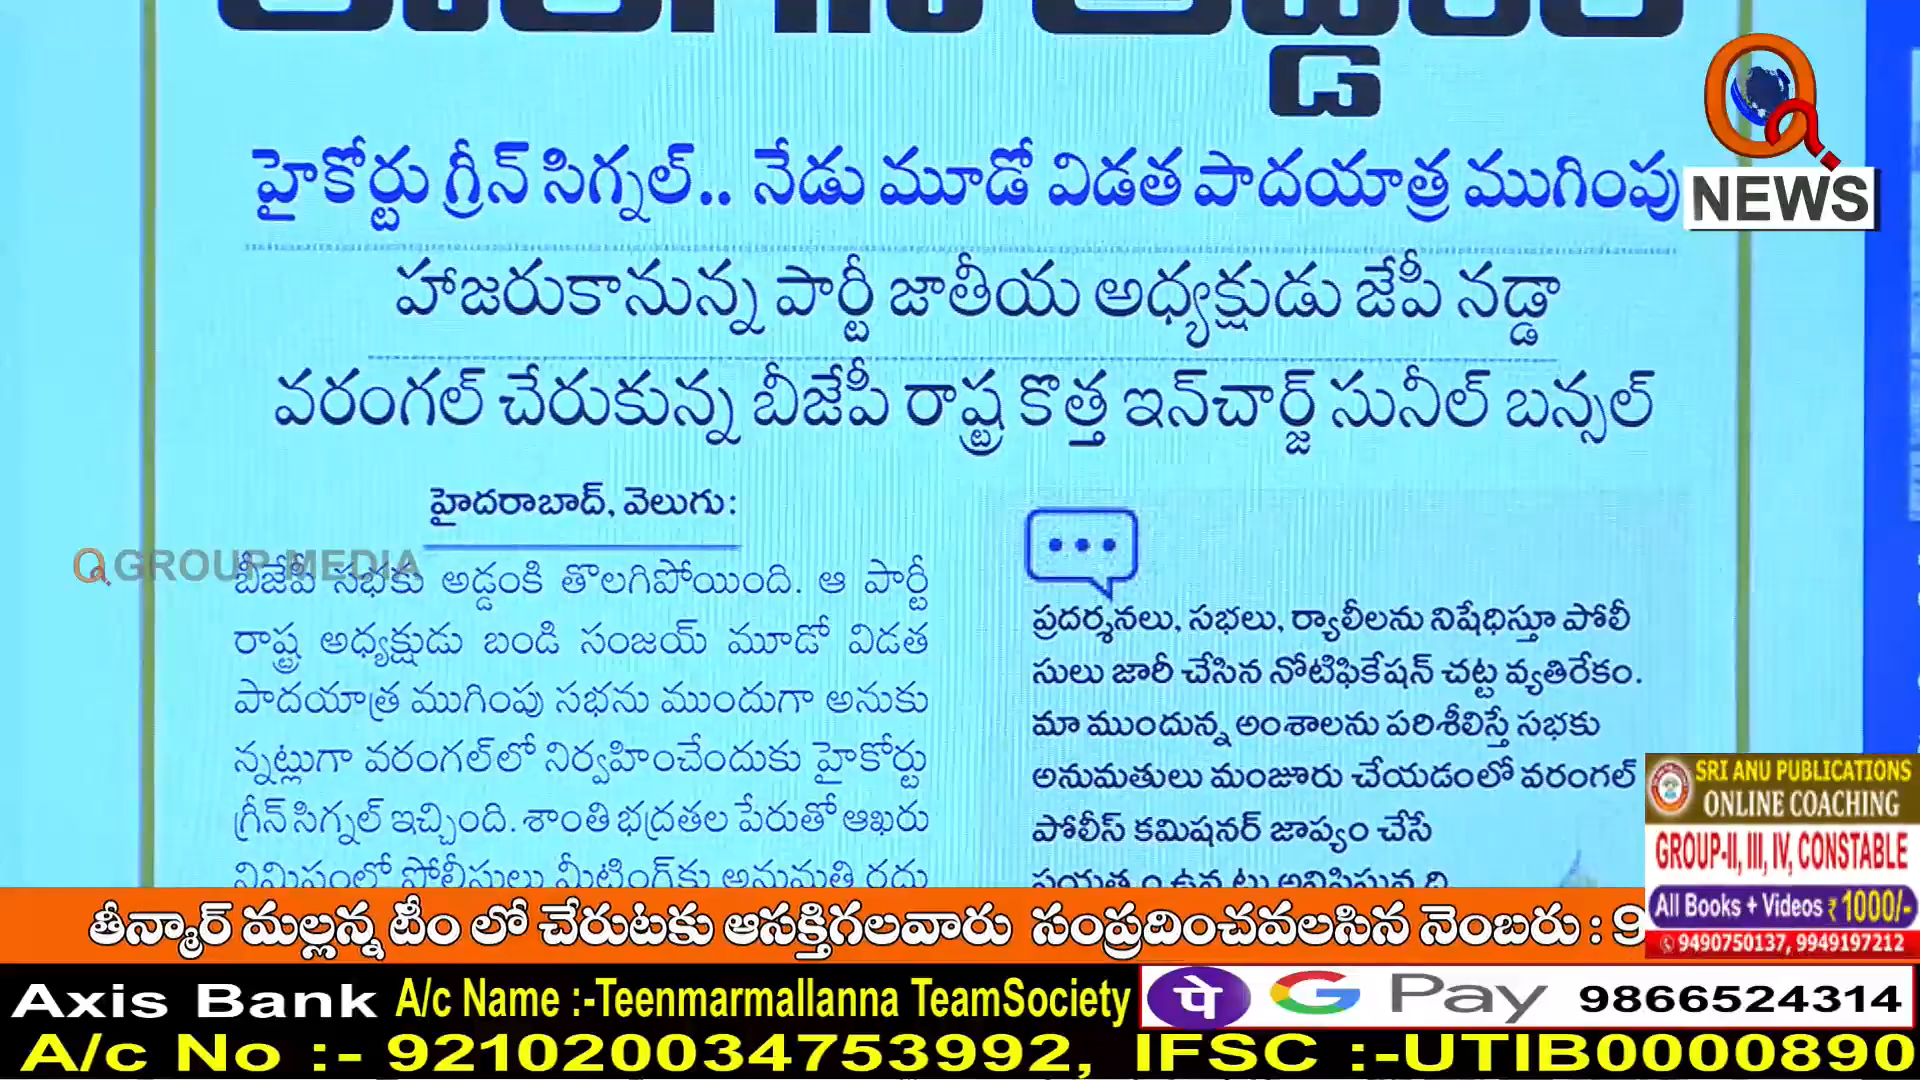 హైకోర్టు గ్రీన్ సిగ్నల్.. నేడు మూడో విడత పాదయాత్ర ముగింపు
హాజరుకానున్న పార్టీ జాతీయ అధ్యక్షుడు జేపీ నడ్డా
వరంగల్ చేరుకున్న బీజేపీ రాష్ట్ర కొత్త ఇన్‌చార్జ్ సునీల్ బన్సల్
హైదరాబాద్, వెలుగు:
బీజేపీ సభకు అడ్డంకి తొలగిపోయింది. ఆ పార్టీ
రాష్ట్ర అధ్యక్షుడు బండి సంజయ్ మూడో విడత
పాదయాత్ర ముగింపు సభను ముందుగా అనుకు
న్నట్లుగా వరంగల్‌లో నిర్వహించేందుకు హైకోర్టు
గ్రీన్ సిగ్నల్ ఇచ్చింది. శాంతి భద్రతల పేరుతో ఆఖరు
నిమిషంలో పోలీసులు మీటింగ్‌కు అనుమతి రద్దు
ప్రదర్శనలు, సభలు, ర్యాలీలను నిషేధిస్తూ పోలీ
సులు జారీ చేసిన నోటిఫికేషన్ చట్ట వ్యతిరేకం.
మా ముందున్న అంశాలను పరిశీలిస్తే సభకు
అనుమతులు మంజూరు చేయడంలో వరంగల్
పోలీస్ కమిషనర్ జాప్యం చేసే
Q
NEWS
Q GROUP MEDIA
SRI ANU PUBLICATIONS
ONLINE COACHING
GROUP-II, III, IV, CONSTABLE
All Books + Videos ₹ 1000/-
9490750137, 9949197212
తీన్మార్ మల్లన్న టీం లో చేరుటకు ఆసక్తిగలవారు సంప్రదించవలసిన నెంబరు : 9
Axis Bank A/c Name :-Teenmarmallanna TeamSociety
पे G Pay 9866524314
A/c No :- 921020034753992, IFSC :-UTIB0000890